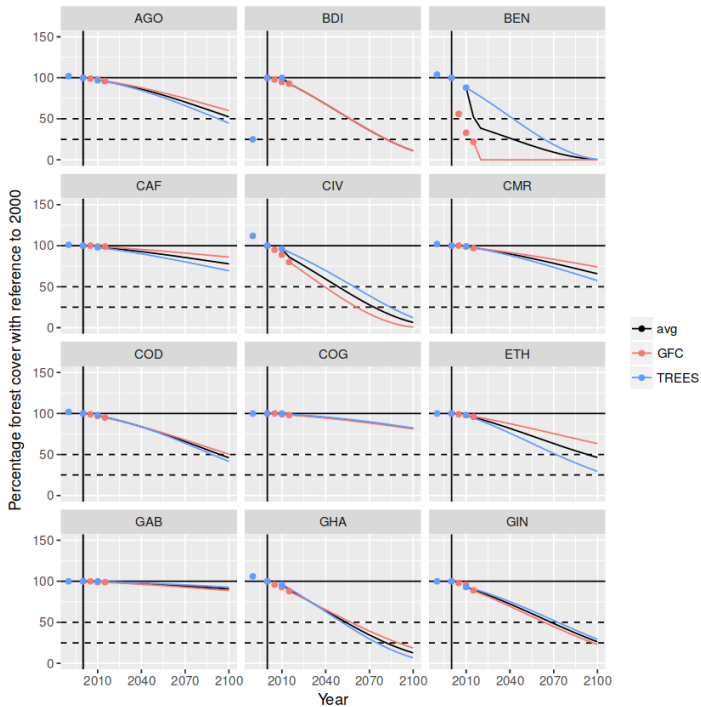 AGO BDI BEN
150
100
50
0
CAF CIV CMR
150
100
50
0
COD COG ETH
150
100
50
0
GAB GHA GIN
150
100
50
0
2010 2040 2070 2100 2010 2040 2070 2100 2010 2040 2070 2100
Year
Percentage forest cover with reference to 2000
avg
GFC
TREES